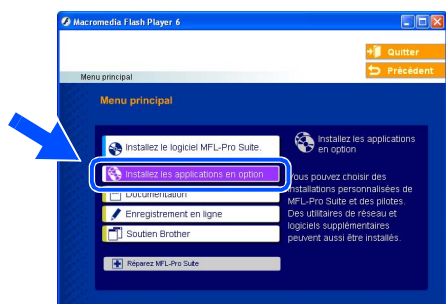 Macromedia Flash Player 6
Quitter
Précédent
Menu principal
Menu principal
Installez le logiciel MFL-Pro Suite.
Installez les applications en option
Documentation
Enregistrement en ligne
Soutien Brother
Réparez MFL-Pro Suite
Installez les applications
en option
Vous pouvez choisir des
installations personnalisées de
MFL-Pro Suite et des pilotes.
Des utilitaires de réseau et
logiciels supplémentaires
peuvent aussi être installés.